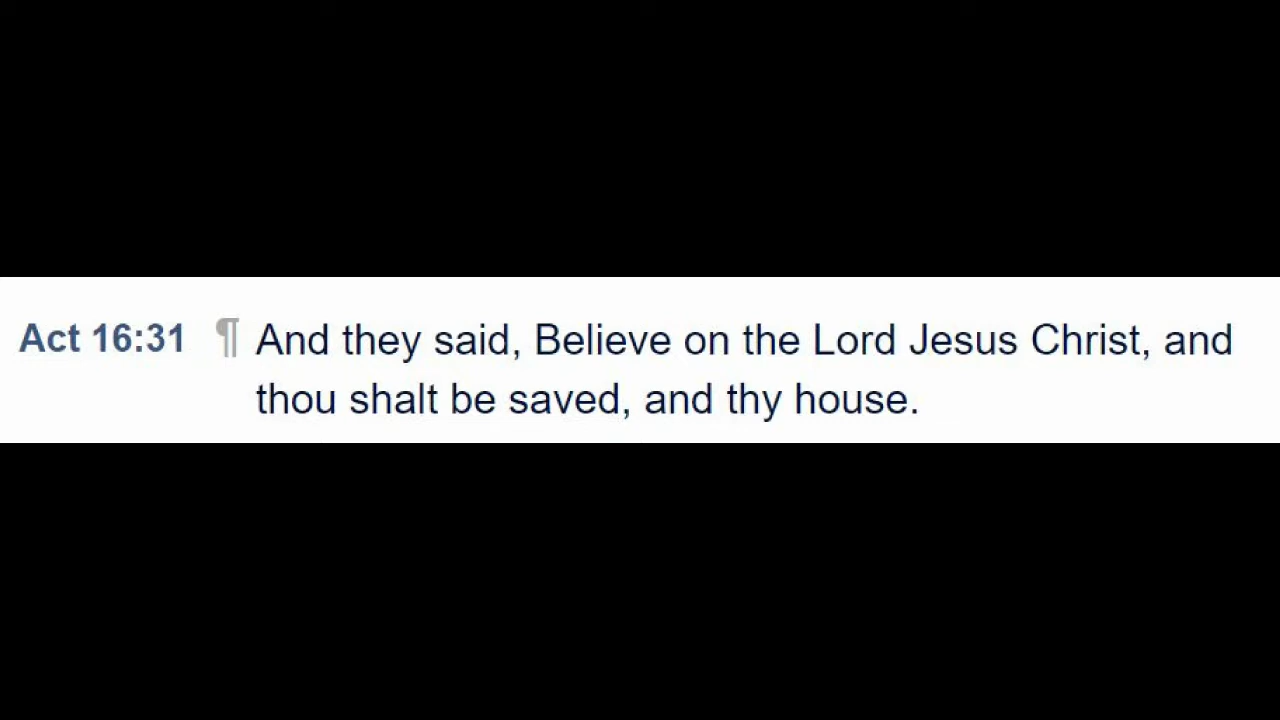 Act 16:31 ¶ And they said, Believe on the Lord Jesus Christ, and
thou shalt be saved, and thy house.